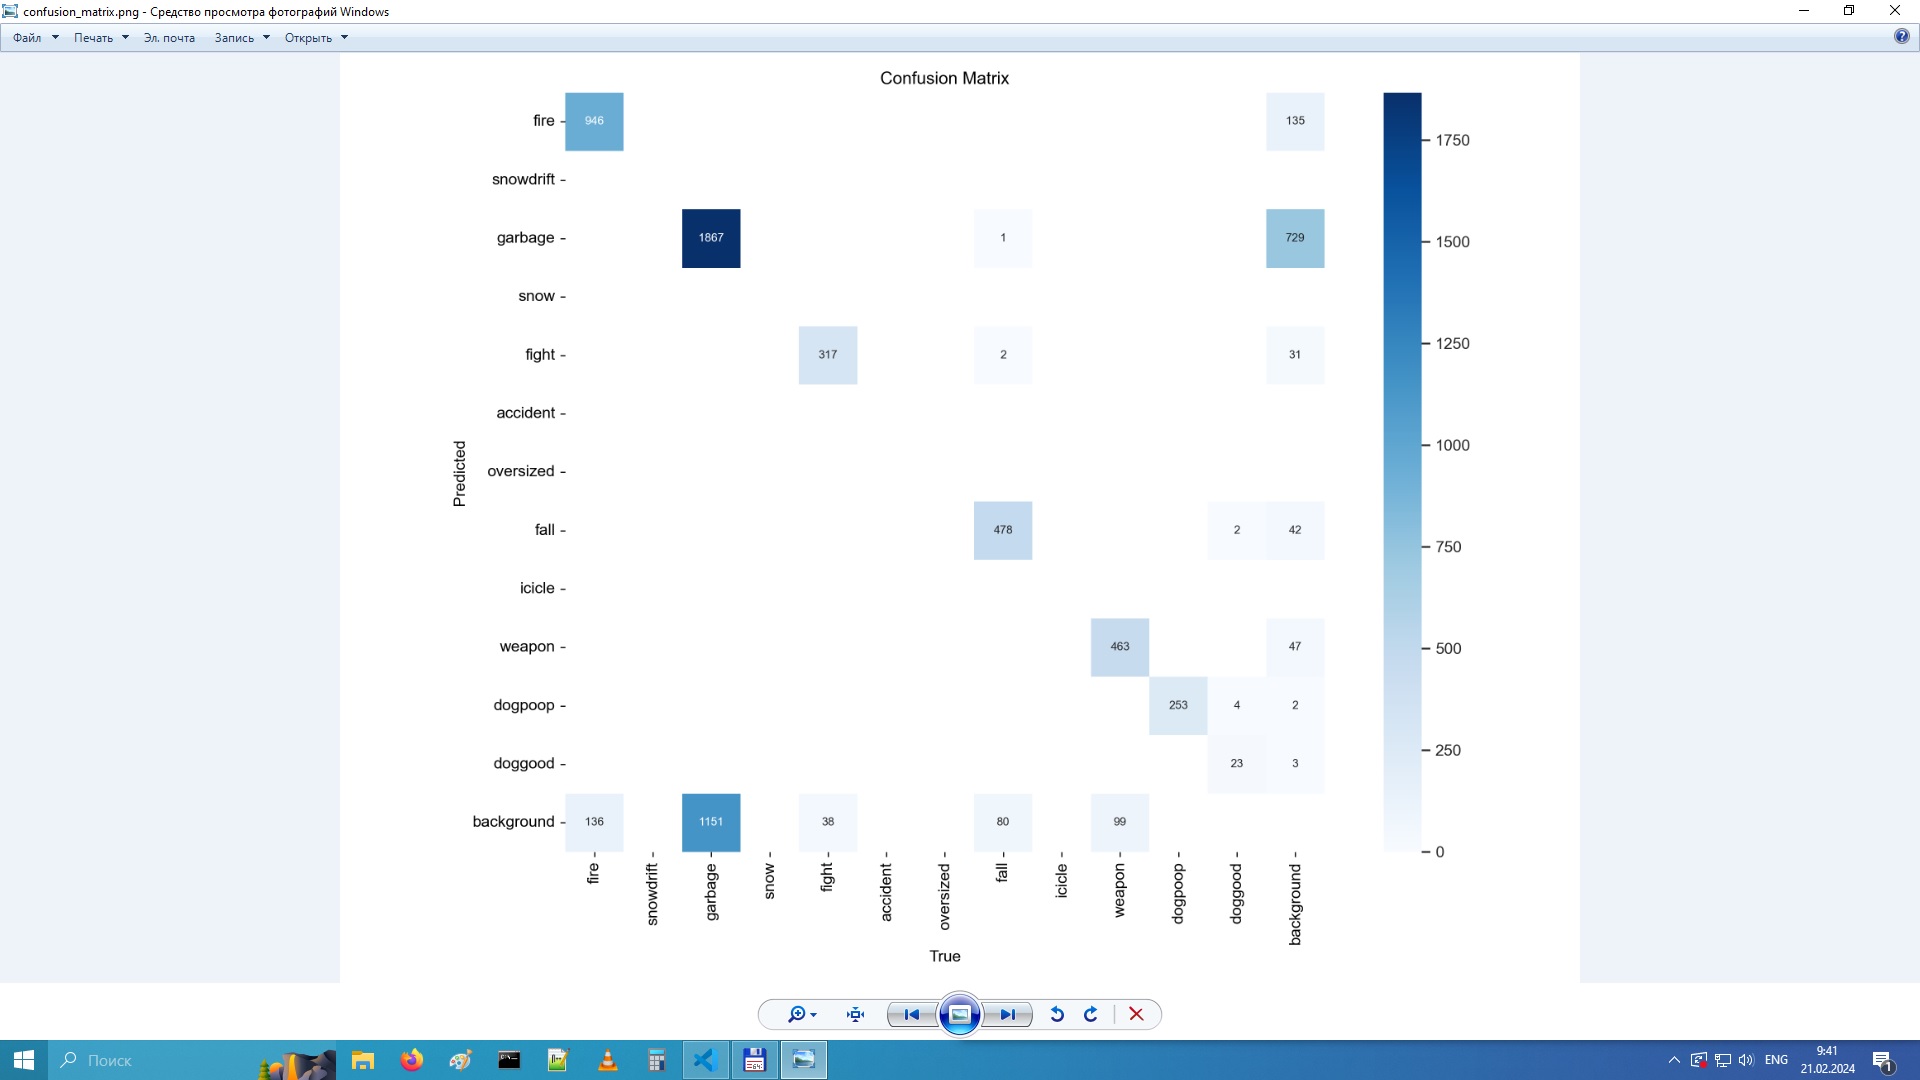 confusion_matrix.png - Средство просмотра фотографий Windows
Файл Печать Эл. почта Запись Открыть
Confusion Matrix
fire 946 135
1750
snowdrift
garbage 1867 1 729
1500
snow
fight 317 2 31
1250
accident
1000
oversized
Predicted
fall 478 2 42
750
icicle
weapon 463 47
500
dogpoop 253 4 2
250
doggood 23 3
background 136 1151 38 80 99
0
fire snowdrift garbage snow fight accident oversized fall icicle weapon dogpoop doggood background
True
Поиск
ENG
9:41
21.02.2024
1